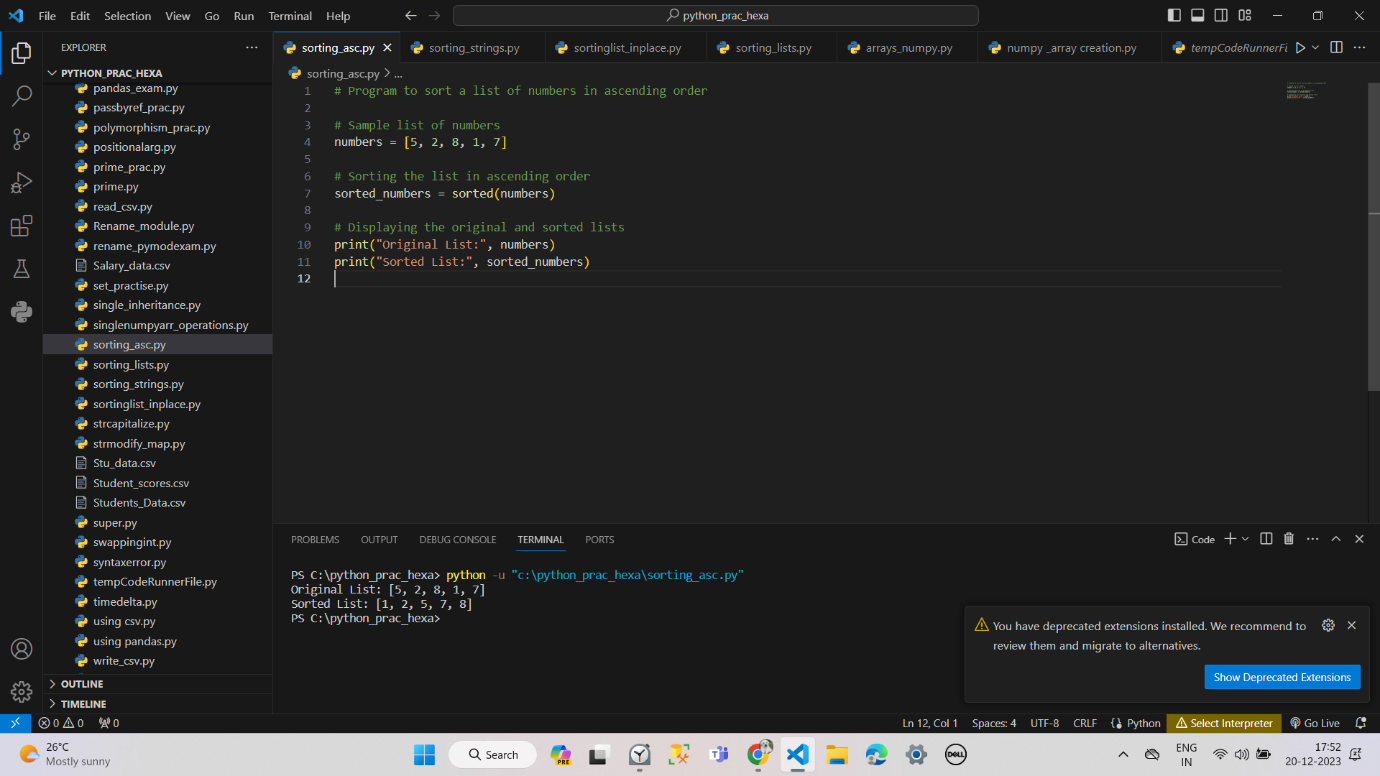 File Edit Selection View Go Run Terminal Help
python_prac_hexa
EXPLORER
PYTHON_PRAC_HEXA
pandas_exam.py
passbyref_prac.py
polymorphism_prac.py
positionalarg.py
prime_prac.py
prime.py
read_csv.py
Rename_module.py
rename_pymodexam.py
Salary_data.csv
set_practise.py
single_inheritance.py
singlenumpyarr_operations.py
sorting_asc.py
sorting_lists.py
sorting_strings.py
sortinglist_inplace.py
strcapitalize.py
strmodify_map.py
Stu_data.csv
Student_scores.csv
Students_Data.csv
super.py
swappingint.py
syntaxerror.py
tempCodeRunnerFile.py
timedelta.py
using csv.py
using pandas.py
write_csv.py
OUTLINE
TIMELINE
sorting_asc.py sorting_strings.py sortinglist_inplace.py sorting_lists.py arrays_numpy.py numpy _array creation.py tempCodeRunnerFi
sorting_asc.py > ...
1 # Program to sort a list of numbers in ascending order
2
3 # Sample list of numbers
4 numbers = [5, 2, 8, 1, 7]
5
6 # Sorting the list in ascending order
7 sorted_numbers = sorted(numbers)
8
9 # Displaying the original and sorted lists
10 print("Original List:", numbers)
11 print("Sorted List:", sorted_numbers)
12
PROBLEMS OUTPUT DEBUG CONSOLE TERMINAL PORTS
Code
PS C:\python_prac_hexa> python -u "c:\python_prac_hexa\sorting_asc.py"
Original List: [5, 2, 8, 1, 7]
Sorted List: [1, 2, 5, 7, 8]
PS C:\python_prac_hexa>
You have deprecated extensions installed. We recommend to
review them and migrate to alternatives.
Show Deprecated Extensions
0 0 0
Ln 12, Col 1 Spaces: 4 UTF-8 CRLF Python Select Interpreter Go Live
26°C
Mostly sunny
Search
PRE
DELL
ENG
IN
17:52
20-12-2023